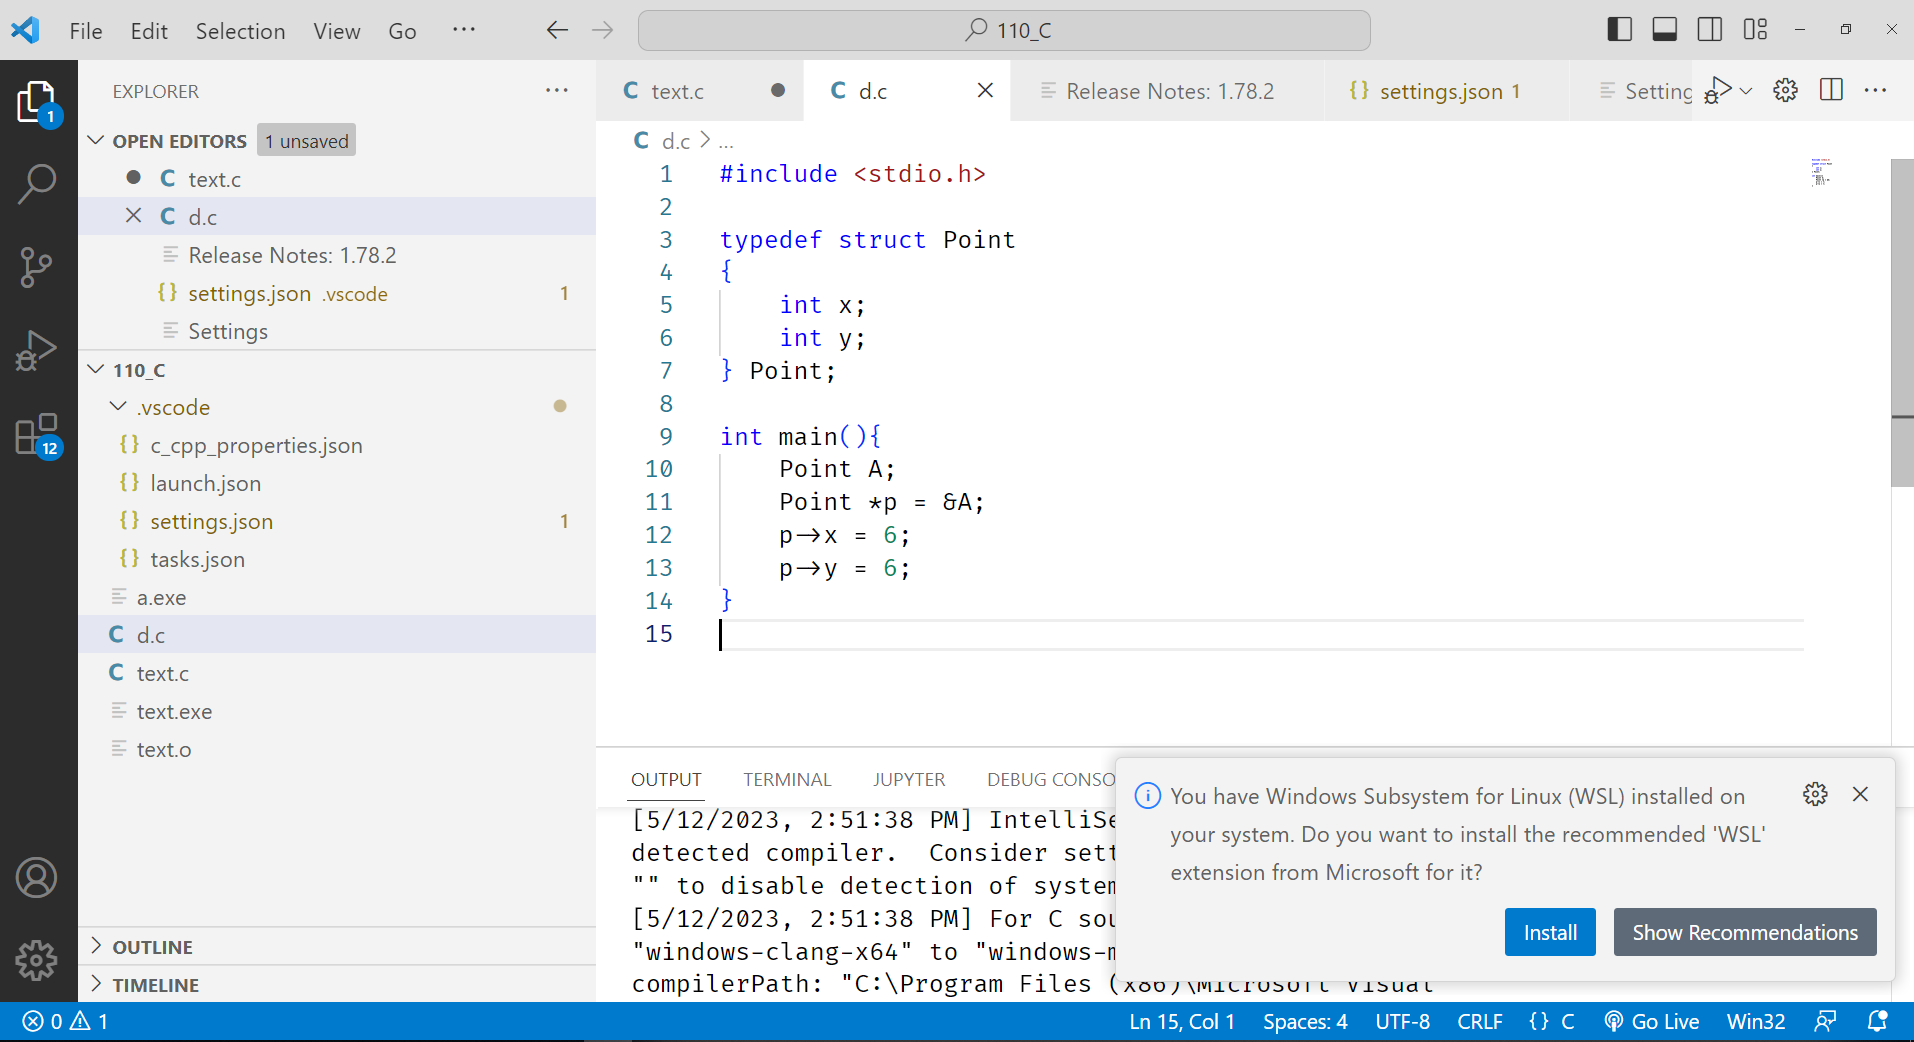 File Edit Selection View Go ··· 110_C
EXPLORER ···
OPEN EDITORS 1 unsaved
C text.c
C d.c
Release Notes: 1.78.2
{} settings.json .vscode 1
Settings
110_C
.vscode
{} c_cpp_properties.json
{} launch.json
{} settings.json 1
{} tasks.json
a.exe
C d.c
C text.c
text.exe
text.o
OUTLINE
TIMELINE
1
12
C text.c C d.c Release Notes: 1.78.2 {} settings.json 1 Setting ···
C d.c > ...
1 #include <stdio.h>
2
3 typedef struct Point
4 {
5 int x;
6 int y;
7 } Point;
8
9 int main(){
10 Point A;
11 Point *p = &A;
12 p->x = 6;
13 p->y = 6;
14 }
15
OUTPUT TERMINAL JUPYTER DEBUG CONSO
[5/12/2023, 2:51:38 PM] IntelliSe
detected compiler. Consider sett
"" to disable detection of system
[5/12/2023, 2:51:38 PM] For C sou
"windows-clang-x64" to "windows-m
compilerPath: "C:\Program Files (x86)\Microsoft Visual
You have Windows Subsystem for Linux (WSL) installed on
your system. Do you want to install the recommended 'WSL'
extension from Microsoft for it?
Install Show Recommendations
0 1 Ln 15, Col 1 Spaces: 4 UTF-8 CRLF {} C Go Live Win32